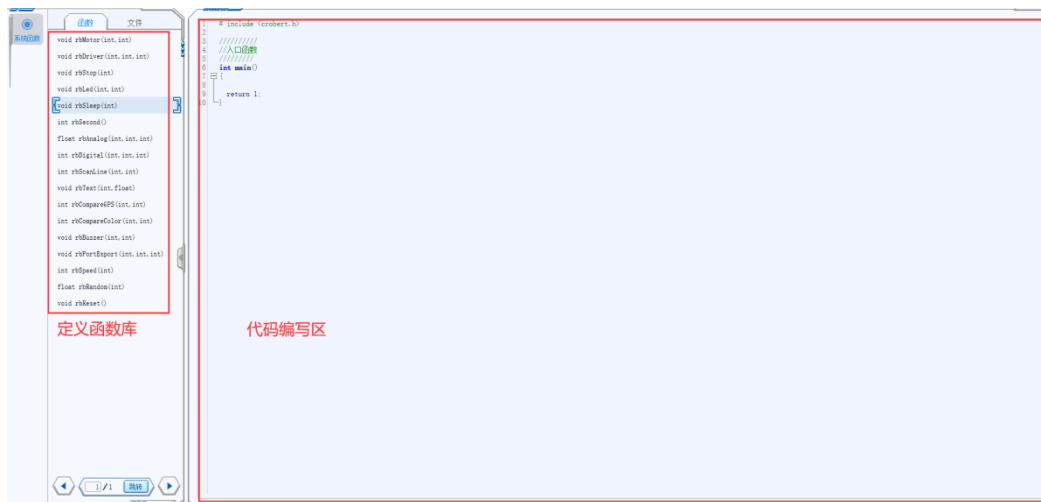 系统函数
函数
文件
void rbMotor(int,int)
void rbDriver(int,int,int)
void rbStop(int)
void rbLed(int,int)
void rbSleep(int)
int rbSecond()
float rbAnalog(int,int,int)
int rbDigital(int,int,int)
int rbScanLine(int,int)
void rbText(int,float)
int rbCompareGPS(int,int)
int rbCompareColor(int,int)
void rbBuzzer(int,int)
void rbPortExport(int,int,int)
int rbSpeed(int)
float rbRandom(int)
void rbReset()
定义函数库
1/1 跳转
1 # include <crobert.h>
2
3 //////////
4 //入口函数
5 /////////
6 int main()
7 {
8
9 return 1;
10 }
代码编写区